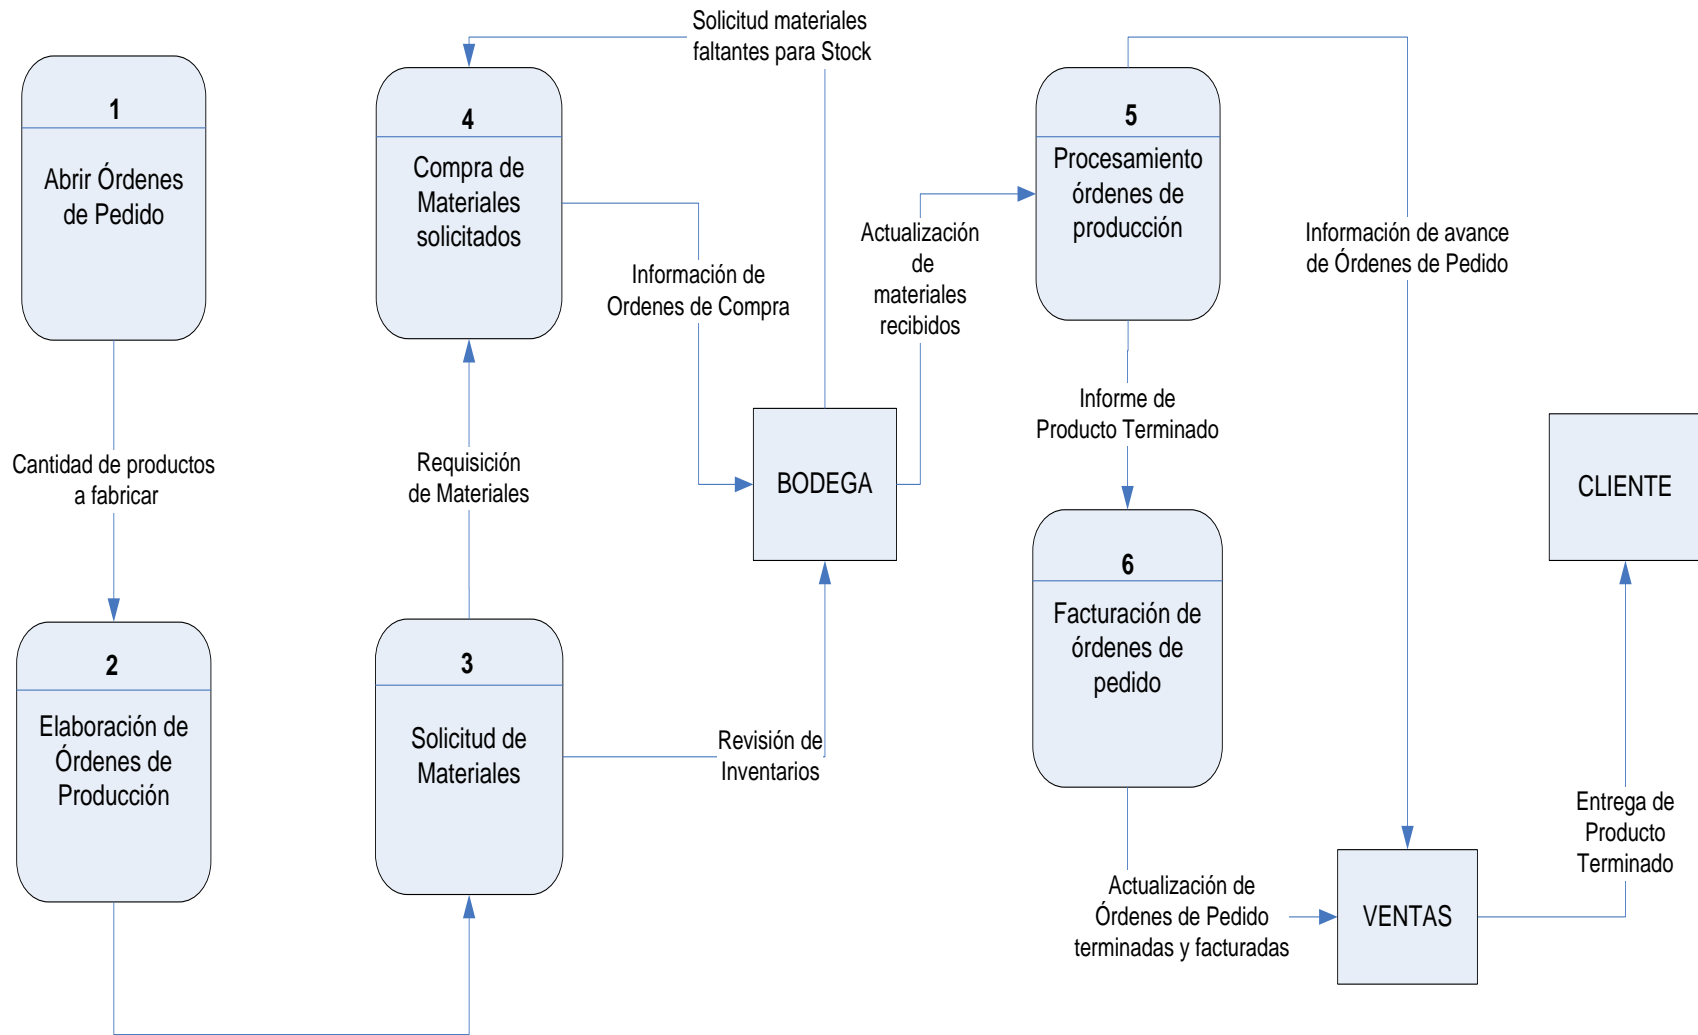 Solicitud materiales
faltantes para Stock
1
Abrir Órdenes
de Pedido
4
Compra de
Materiales
solicitados
5
Procesamiento
órdenes de
producción
Información de
Ordenes de Compra
Actualización
de
materiales
recibidos
Información de avance
de Órdenes de Pedido
Cantidad de productos
a fabricar
Requisición
de Materiales
BODEGA
Informe de
Producto Terminado
CLIENTE
2
Elaboración de
Órdenes de
Producción
3
Solicitud de
Materiales
Revisión de
Inventarios
6
Facturación de
órdenes de
pedido
Entrega de
Producto
Terminado
Actualización de
Órdenes de Pedido
terminadas y facturadas
VENTAS